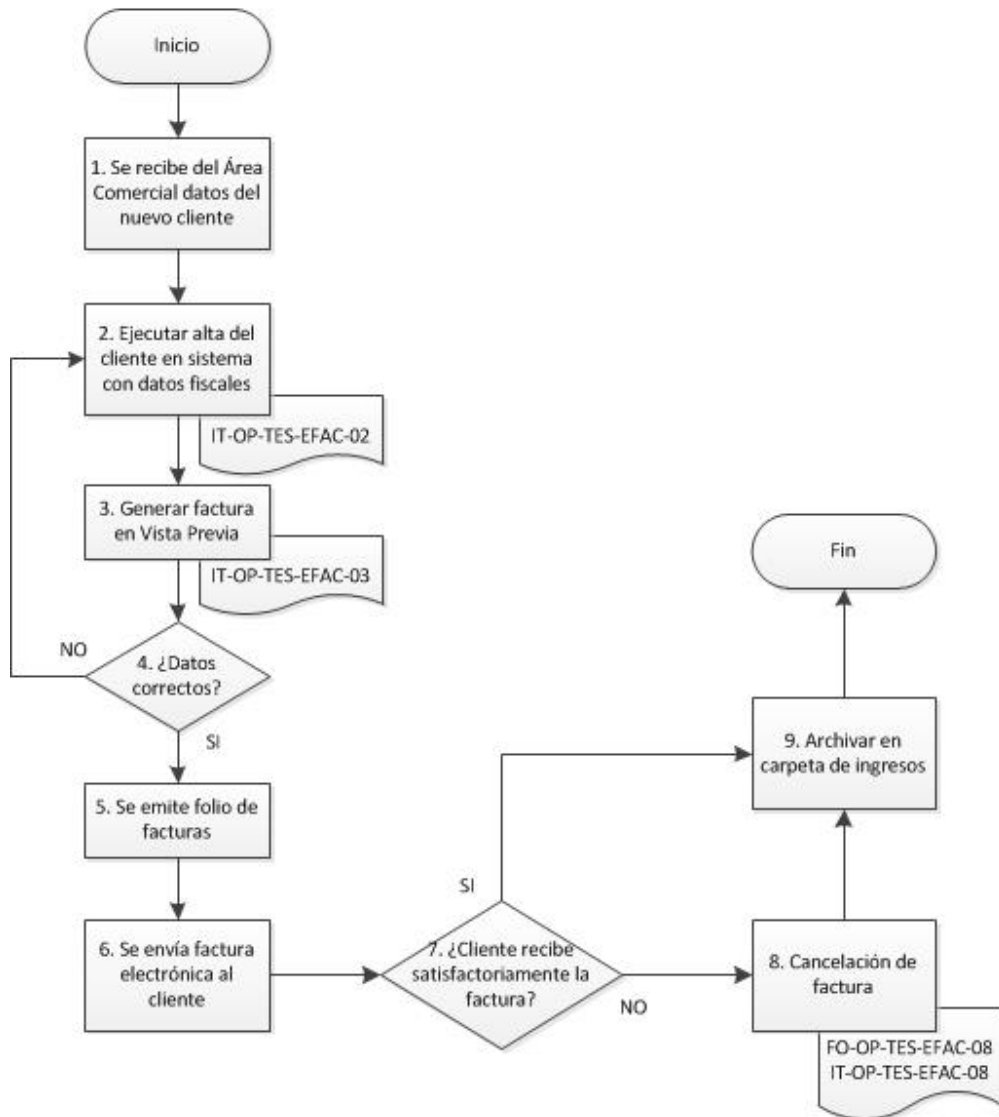 Inicio
1. Se recibe del Área
Comercial datos del
nuevo cliente
2. Ejecutar alta del
cliente en sistema
con datos fiscales
IT-OP-TES-EFAC-02
3. Generar factura
en Vista Previa
IT-OP-TES-EFAC-03
NO
4. ¿Datos
correctos?
SI
5. Se emite folio de
facturas
6. Se envía factura
electrónica al
cliente
7. ¿Cliente recibe
satisfactoriamente la
factura?
SI
NO
8. Cancelación de
factura
FO-OP-TES-EFAC-08
IT-OP-TES-EFAC-08
9. Archivar en
carpeta de ingresos
Fin